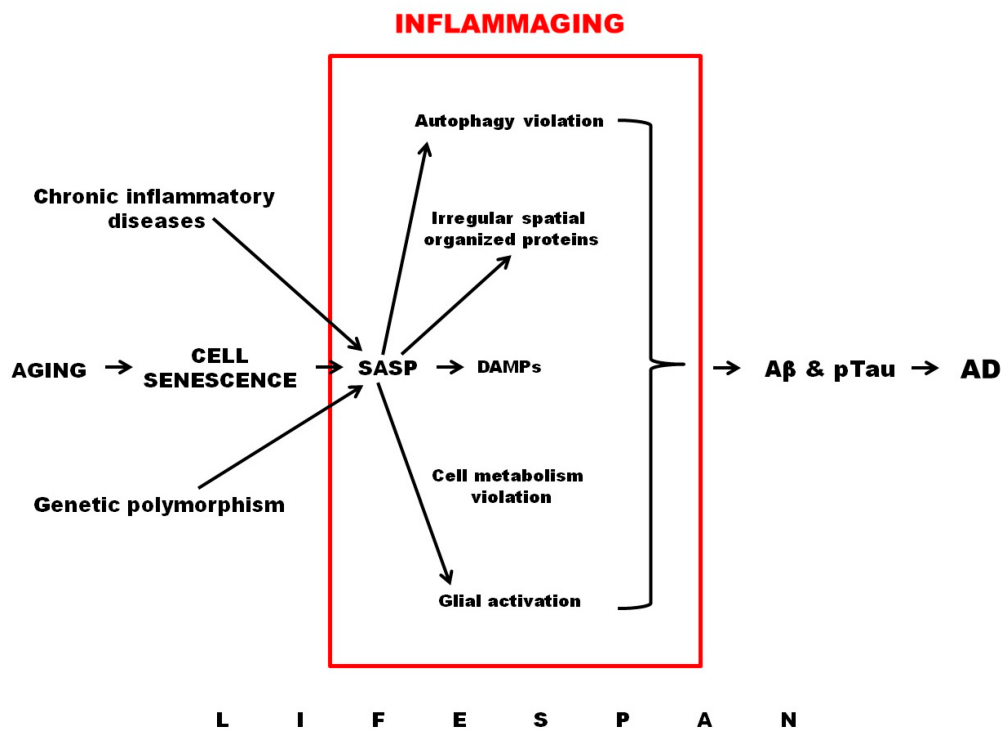 INFLAMMAGING
Autophagy violation
Chronic inflammatory
diseases
Irregular spatial
organized proteins
AGING
CELL
SENESCENCE
SASP
DAMPs
Aβ & pTau
AD
Cell metabolism
violation
Genetic polymorphism
Glial activation
L I F E S P A N